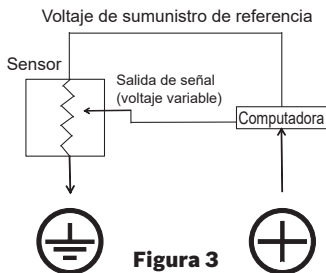 Voltaje de sumunistro de referencia
Sensor
Salida de señal
(voltaje variable)
Computadora
Figura 3